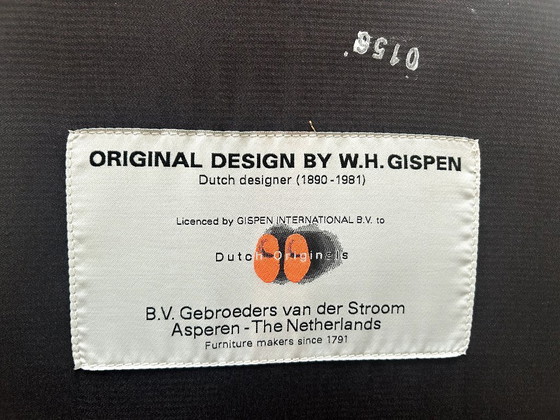 0158
ORIGINAL DESIGN BY W.H. GISPEN
Dutch designer (1890-1981)
Licenced by GISPEN INTERNATIONAL B.V. to
Dutch Originals
B.V. Gebroeders van der Stroom
Asperen - The Netherlands
Furniture makers since 1791